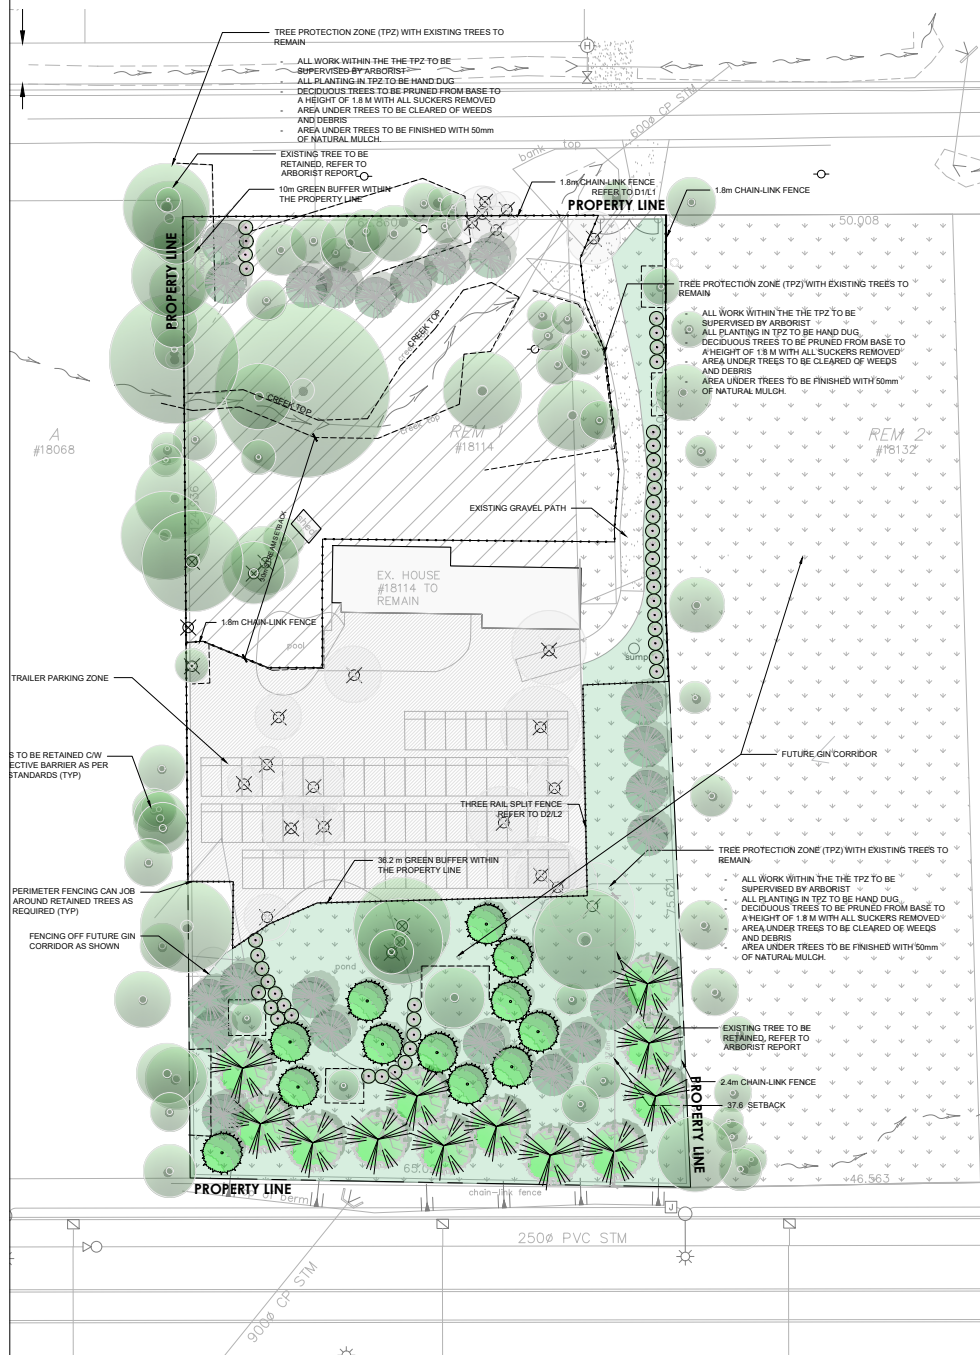 TREE PROTECTION ZONE (TPZ) WITH EXISTING TREES TO
REMAIN
- ALL WORK WITHIN THE THE TPZ TO BE
SUPERVISED BY ARBORIST
- ALL PLANTING IN TPZ TO BE HAND DUG
- DECIDUOUS TREES TO BE PRUNED FROM BASE TO
A HEIGHT OF 1.8 M WITH ALL SUCKERS REMOVED
- AREA UNDER TREES TO BE CLEARED OF WEEDS
AND DEBRIS
- AREA UNDER TREES TO BE FINISHED WITH 50mm
OF NATURAL MULCH.
EXISTING TREE TO BE
RETAINED, REFER TO
ARBORIST REPORT
10m GREEN BUFFER WITHIN
THE PROPERTY LINE
H
600ø CP STM
bank top
1.8m CHAIN-LINK FENCE
REFER TO D1/L1
PROPERTY LINE
1.8m CHAIN-LINK FENCE
50.008
PROPERTY LINE
TREE PROTECTION ZONE (TPZ) WITH EXISTING TREES TO
REMAIN
- ALL WORK WITHIN THE THE TPZ TO BE
SUPERVISED BY ARBORIST
- ALL PLANTING IN TPZ TO BE HAND DUG
- DECIDUOUS TREES TO BE PRUNED FROM BASE TO
A HEIGHT OF 1.8 M WITH ALL SUCKERS REMOVED
- AREA UNDER TREES TO BE CLEARED OF WEEDS
AND DEBRIS
- AREA UNDER TREES TO BE FINISHED WITH 50mm
OF NATURAL MULCH.
CREEK TOP
CREEK TOP
creek top
A
#18068
REM 1
#18114
REM 2
#18132
EXISTING GRAVEL PATH
shed
EX. HOUSE
#18114 TO
REMAIN
1.8m CHAIN-LINK FENCE
pool
sump
TRAILER PARKING ZONE
S TO BE RETAINED C/W
ECTIVE BARRIER AS PER
STANDARDS (TYP)
FUTURE GIN CORRIDOR
THREE RAIL SPLIT FENCE
REFER TO D2/L2
36.2 m GREEN BUFFER WITHIN
THE PROPERTY LINE
TREE PROTECTION ZONE (TPZ) WITH EXISTING TREES TO
REMAIN
- ALL WORK WITHIN THE THE TPZ TO BE
SUPERVISED BY ARBORIST
- ALL PLANTING IN TPZ TO BE HAND DUG
- DECIDUOUS TREES TO BE PRUNED FROM BASE TO
A HEIGHT OF 1.8 M WITH ALL SUCKERS REMOVED
- AREA UNDER TREES TO BE CLEARED OF WEEDS
AND DEBRIS
- AREA UNDER TREES TO BE FINISHED WITH 50mm
OF NATURAL MULCH.
PERIMETER FENCING CAN JOB
AROUND RETAINED TREES AS
REQUIRED (TYP)
FENCING OFF FUTURE GIN
CORRIDOR AS SHOWN
pond
EXISTING TREE TO BE
RETAINED, REFER TO
ARBORIST REPORT
2.4m CHAIN-LINK FENCE
37.6 SETBACK
PROPERTY LINE
46.563
PROPERTY LINE
of berm
chain-link fence
J
250ø PVC STM
900ø CP STM